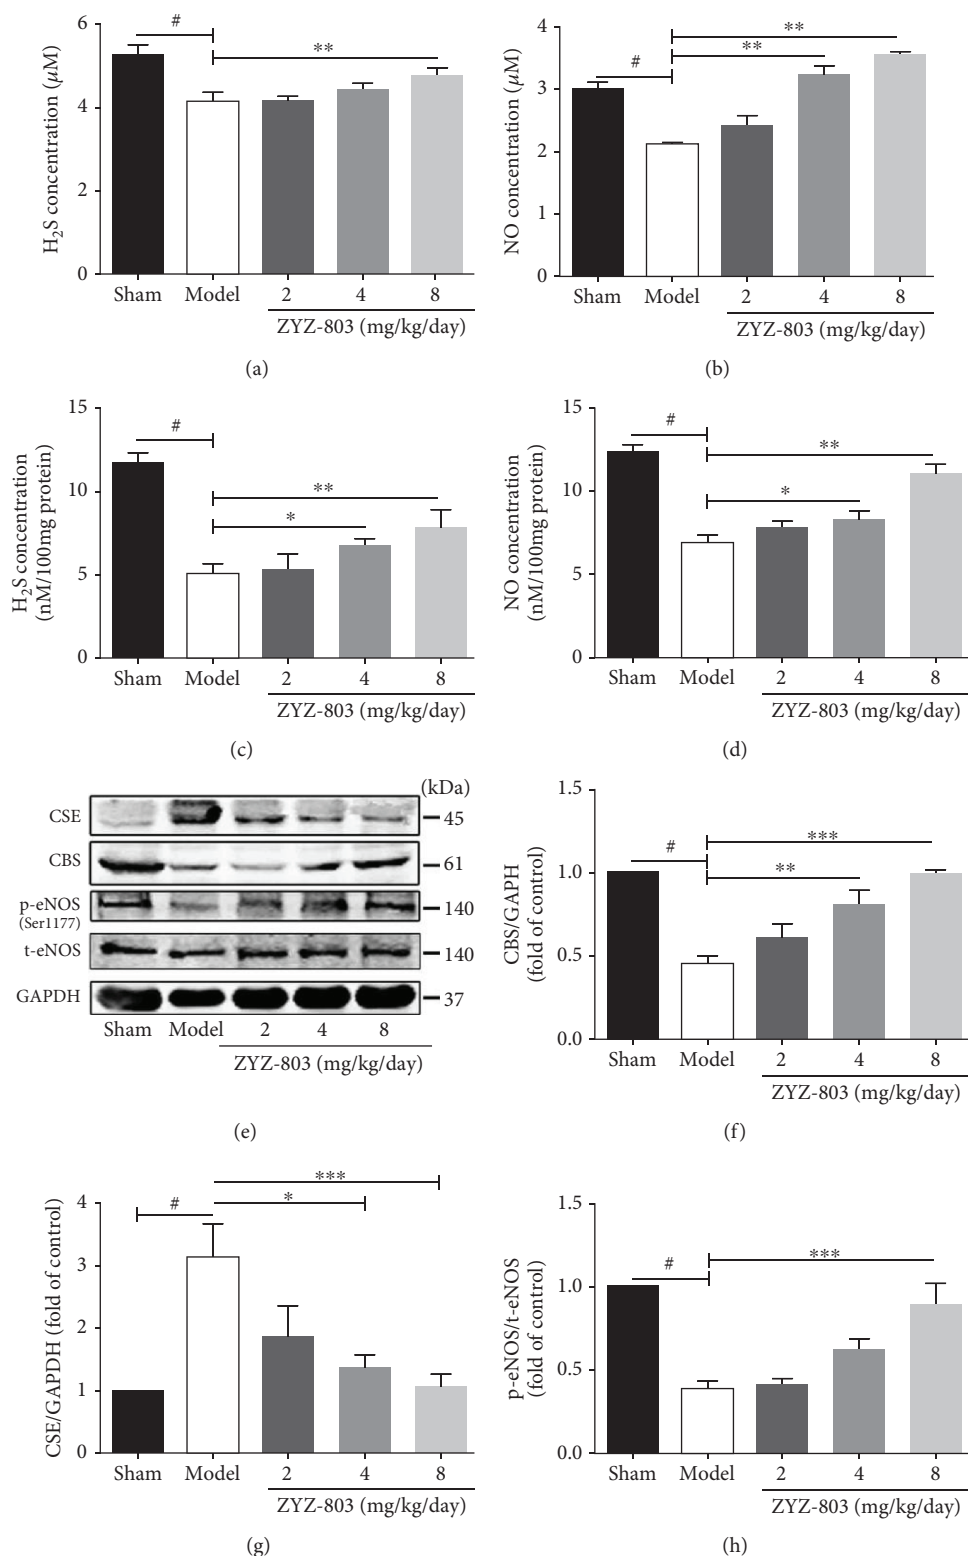 H₂S concentration (μM)
6
4
2
0
#
**
Sham Model 2 4 8
ZYZ-803 (mg/kg/day)
(a)
NO concentration (μM)
4
3
2
1
0
#
**
**
Sham Model 2 4 8
ZYZ-803 (mg/kg/day)
(b)
H₂S concentration
(nM/100mg protein)
15
10
5
0
#
**
*
Sham Model 2 4 8
ZYZ-803 (mg/kg/day)
(c)
NO concentration
(nM/100mg protein)
15
10
5
0
#
**
*
Sham Model 2 4 8
ZYZ-803 (mg/kg/day)
(d)
(kDa)
CSE 45
CBS 61
p-eNOS 140
(Ser1177)
t-eNOS 140
GAPDH 37
Sham Model 2 4 8
ZYZ-803 (mg/kg/day)
(e)
CBS/GAPH
(fold of control)
1.5
1.0
0.5
0.0
#
***
**
Sham Model 2 4 8
ZYZ-803 (mg/kg/day)
(f)
CSE/GAPDH (fold of control)
4
3
2
1
0
#
***
*
Sham Model 2 4 8
ZYZ-803 (mg/kg/day)
(g)
p-eNOS/t-eNOS
(fold of control)
1.5
1.0
0.5
0.0
#
***
Sham Model 2 4 8
ZYZ-803 (mg/kg/day)
(h)